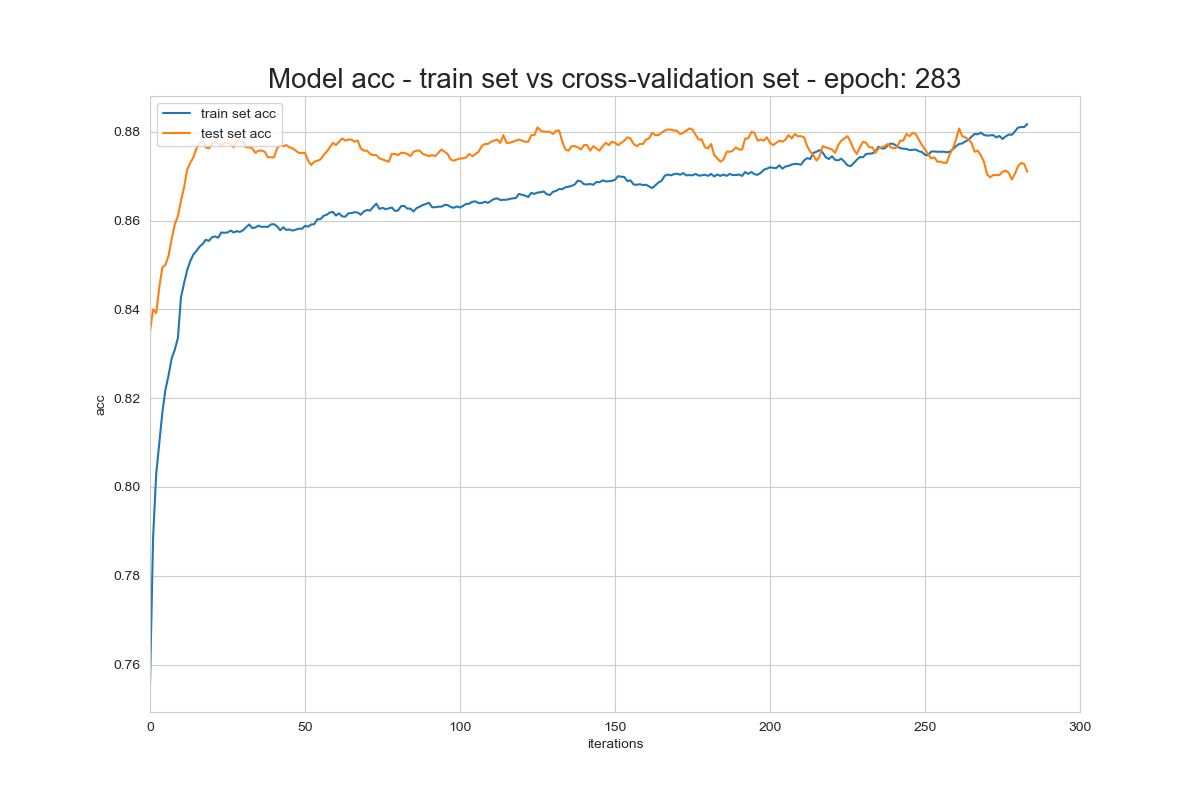 Model acc - train set vs cross-validation set - epoch: 283
train set acc
test set acc
0.88
0.86
0.84
0.82
0.80
0.78
0.76
acc
0 50 100 150 200 250 300
iterations